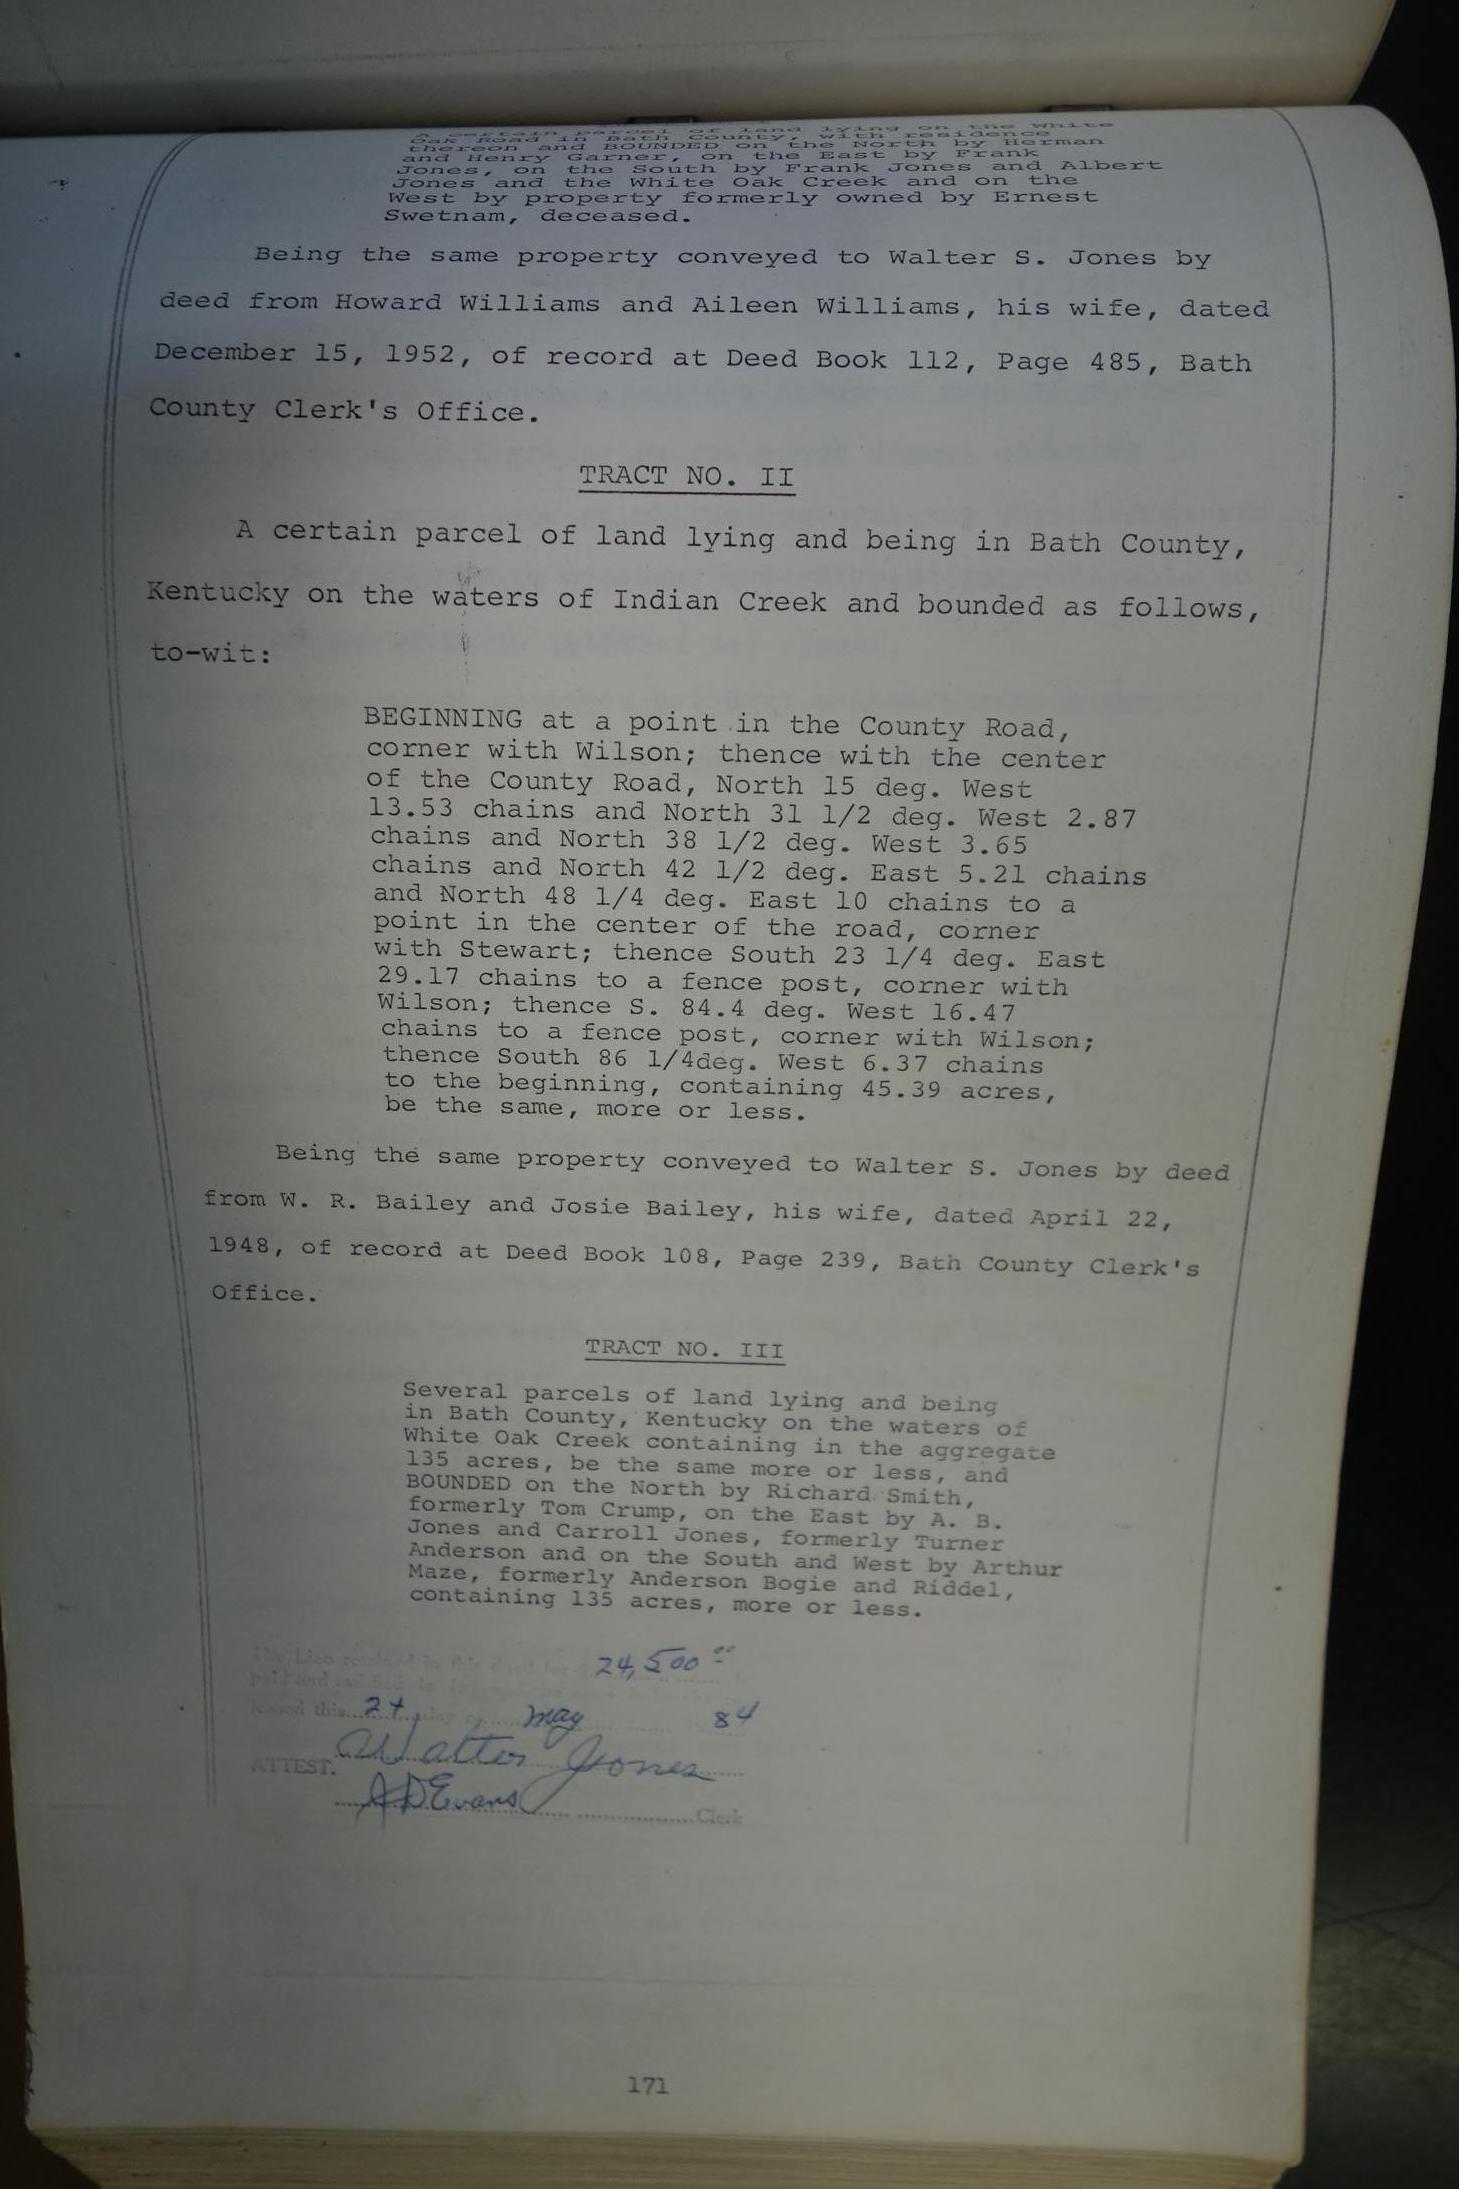 A certain parcel of land lying on the White
Oak Road in Bath County, with residence
thereon and BOUNDED on the North by Herman
and Henry Garner, on the East by Frank
Jones, on the South by Frank Jones and Albert
Jones and the White Oak Creek and on the
West by property formerly owned by Ernest
Swetnam, deceased.
Being the same property conveyed to Walter S. Jones by
deed from Howard Williams and Aileen Williams, his wife, dated
December 15, 1952, of record at Deed Book 112, Page 485, Bath
County Clerk's Office.
TRACT NO. II
A certain parcel of land lying and being in Bath County,
Kentucky on the waters of Indian Creek and bounded as follows,
to-wit:
BEGINNING at a point in the County Road,
corner with Wilson; thence with the center
of the County Road, North 15 deg. West
13.53 chains and North 31 1/2 deg. West 2.87
chains and North 38 1/2 deg. West 3.65
chains and North 42 1/2 deg. East 5.21 chains
and North 48 1/4 deg. East 10 chains to a
point in the center of the road, corner
with Stewart; thence South 23 1/4 deg. East
29.17 chains to a fence post, corner with
Wilson; thence S. 84.4 deg. West 16.47
chains to a fence post, corner with Wilson;
thence South 86 1/4deg. West 6.37 chains
to the beginning, containing 45.39 acres,
be the same, more or less.
Being the same property conveyed to Walter S. Jones by deed
from W. R. Bailey and Josie Bailey, his wife, dated April 22,
1948, of record at Deed Book 108, Page 239, Bath County Clerk's
Office.
TRACT NO. III
Several parcels of land lying and being
in Bath County, Kentucky on the waters of
White Oak Creek containing in the aggregate
135 acres, be the same more or less, and
BOUNDED on the North by Richard Smith,
formerly Tom Crump, on the East by A. B.
Jones and Carroll Jones, formerly Turner
Anderson and on the South and West by Arthur
Maze, formerly Anderson Bogie and Riddel,
containing 135 acres, more or less.
The Lien retained in this deed for 24,500 00
paid and
leased this 24 day of May 84
Walter Jones
ATTEST.
JDEvans Clerk
171